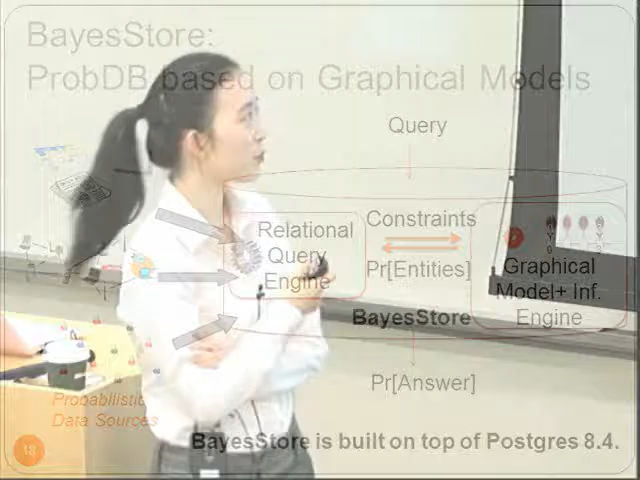 BayesStore:
ProbDB based on Graphical Models
Query
Relational
Query
Engine
Constraints
Pr[Entities]
Graphical
Model+ Inf.
Engine
BayesStore
Pr[Answer]
Probabilistic
Data Sources
18
BayesStore is built on top of Postgres 8.4.